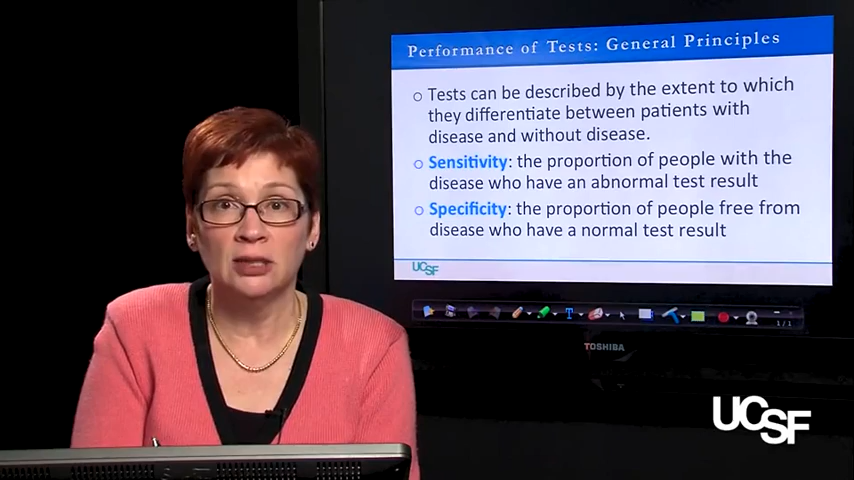 Performance of Tests: General Principles
Tests can be described by the extent to which
they differentiate between patients with
disease and without disease.
Sensitivity: the proportion of people with the
disease who have an abnormal test result
Specificity: the proportion of people free from
disease who have a normal test result
UCSF
T
1/1
TOSHIBA
UCSF